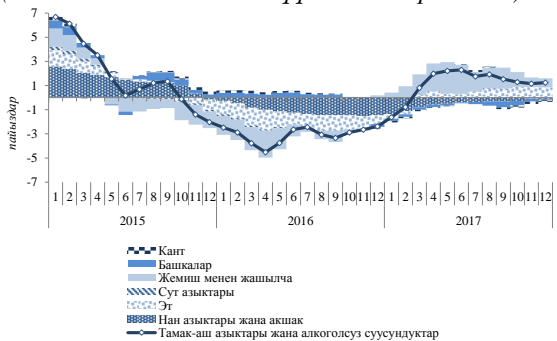 7
5
3
1
-1
-3
-5
-7
пайыздар
1 2 3 4 5 6 7 8 9 10 11 12 1 2 3 4 5 6 7 8 9 10 11 12 1 2 3 4 5 6 7 8 9 10 11 12
2015 2016 2017
Кант
Башкалар
Жемиш менен жашылча
Сут азыктары
Эт
Нан азыктары жана акшак
Тамак-аш азыктары жана алкоголсуз суусундуктар